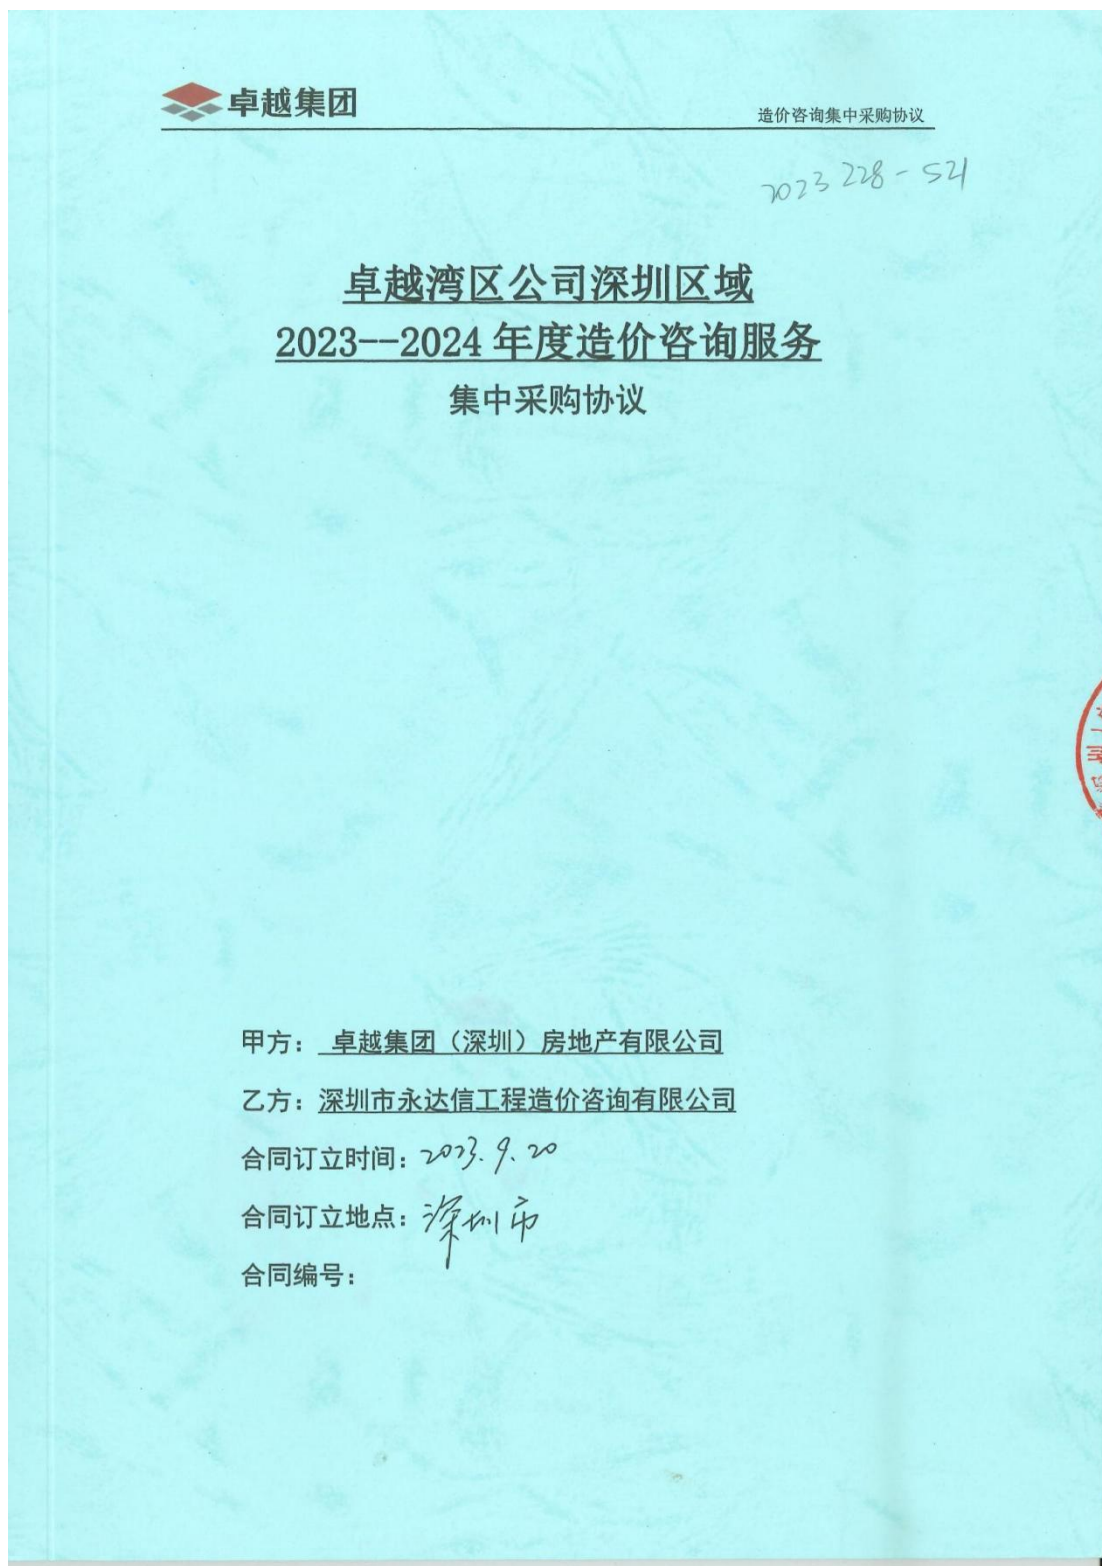 卓越集团
造价咨询集中采购协议
2023 228-521
卓越湾区公司深圳区域
2023--2024 年度造价咨询服务
集中采购协议
甲方：卓越集团（深圳）房地产有限公司
乙方：深圳市永达信工程造价咨询有限公司
合同订立时间：2023.9.20
合同订立地点：深圳市
合同编号：